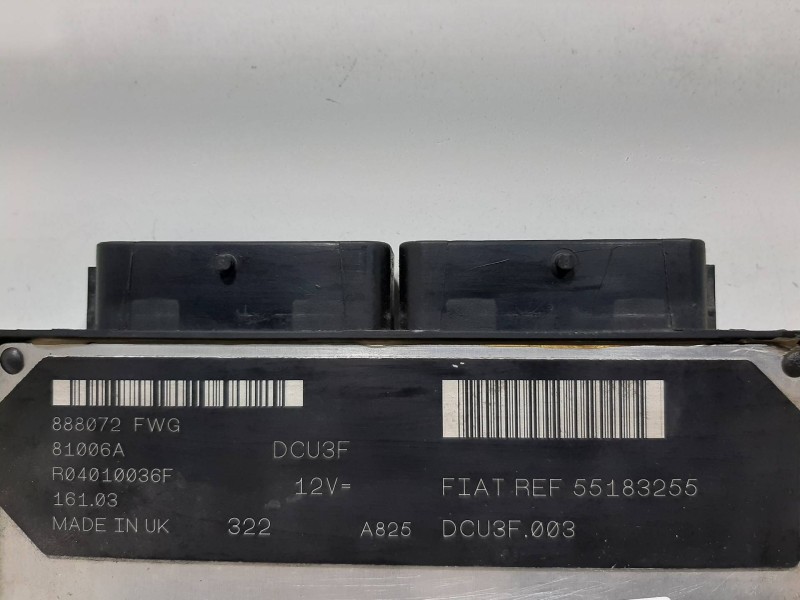 888072 FWG
81006A
DCU3F
R04010036F
12V=
FIAT REF 55183255
161.03
MADE IN UK
322
A825
DCU3F.003